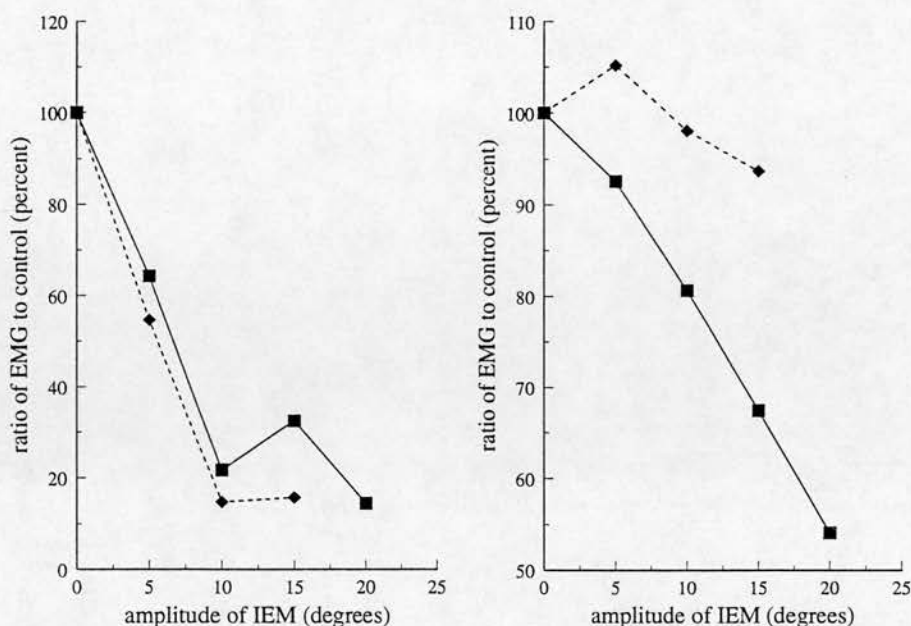 120
100
80
60
40
20
0
ratio of EMG to control (percent)
0 5 10 15 20 25
amplitude of IEM (degrees)
110
100
90
80
70
60
50
ratio of EMG to control (percent)
0 5 10 15 20 25
amplitude of IEM (degrees)